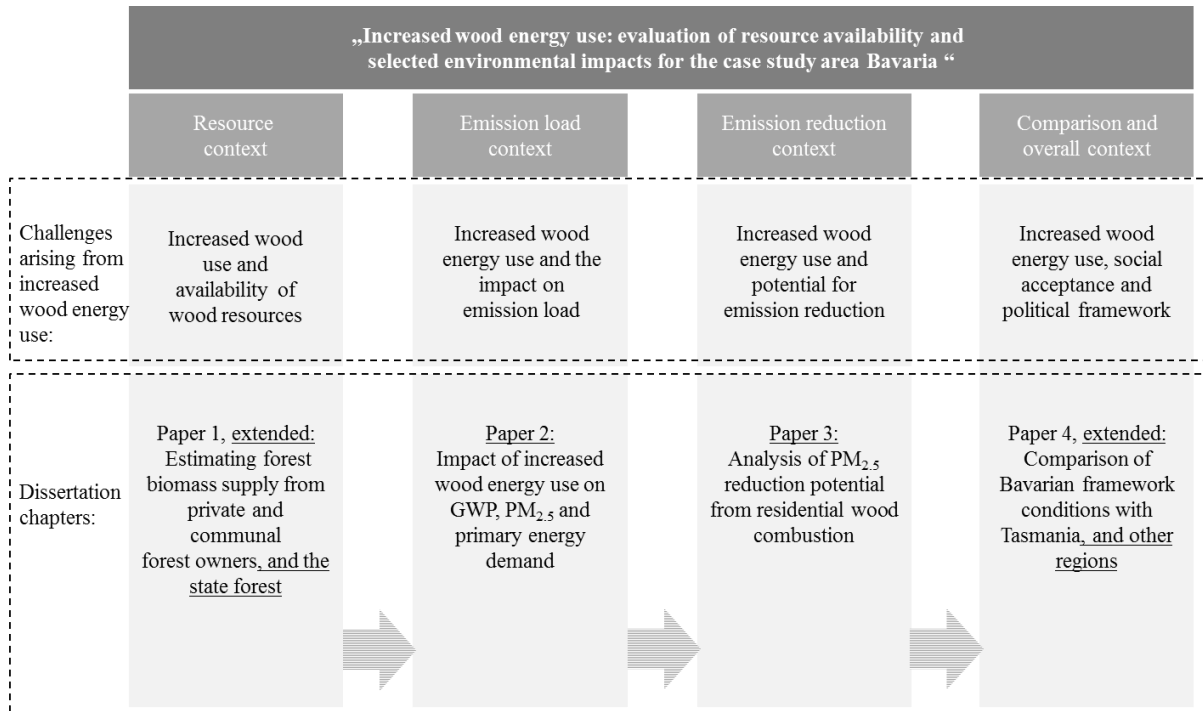 „Increased wood energy use: evaluation of resource availability and
selected environmental impacts for the case study area Bavaria “
Resource
context
Emission load
context
Emission reduction
context
Comparison and
overall context
Challenges
arising from
increased
wood energy
use:
Increased wood
use and
availability of
wood resources
Increased wood
energy use and the
impact on
emission load
Increased wood
energy use and
potential for
emission reduction
Increased wood
energy use, social
acceptance and
political framework
Dissertation
chapters:
Paper 1, extended:
Estimating forest
biomass supply from
private and
communal
forest owners, and the
state forest
Paper 2:
Impact of increased
wood energy use on
GWP, PM2.5 and
primary energy
demand
Paper 3:
Analysis of PM2.5
reduction potential
from residential wood
combustion
Paper 4, extended:
Comparison of
Bavarian framework
conditions with
Tasmania, and other
regions